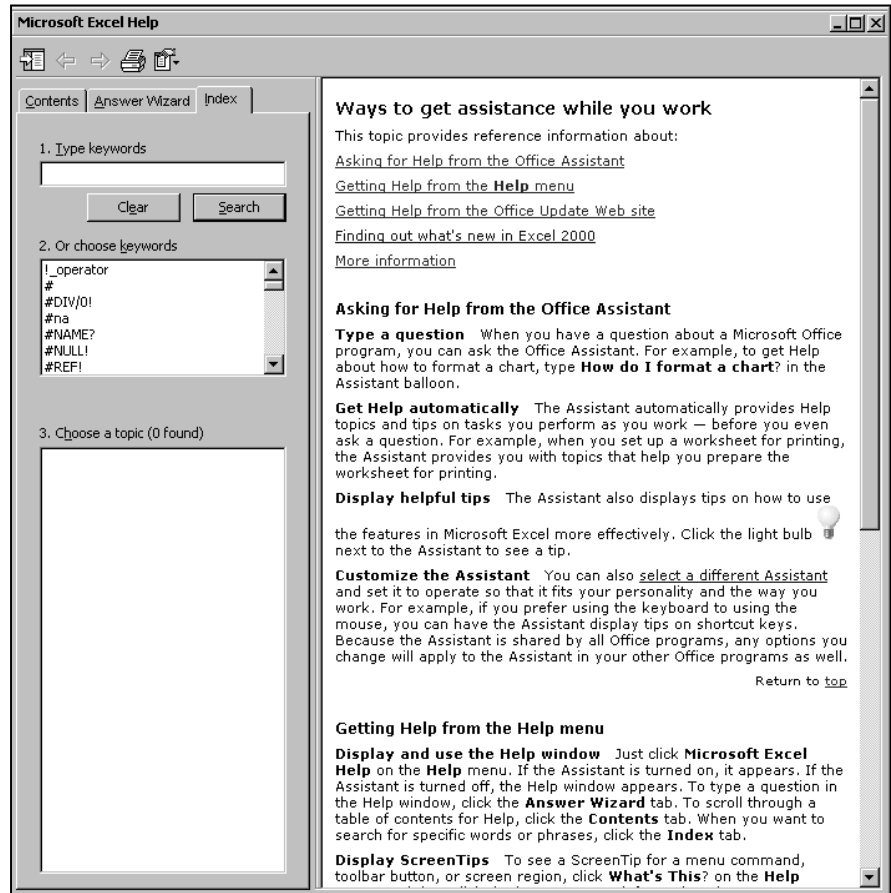 Microsoft Excel Help
Contents
Answer Wizard
Index
1. Type keywords
Clear
Search
2. Or choose keywords
!_operator
#
#DIV/0!
#na
#NAME?
#NULL!
#REF!
3. Choose a topic (0 found)
Ways to get assistance while you work
This topic provides reference information about:
Asking for Help from the Office Assistant
Getting Help from the Help menu
Getting Help from the Office Update Web site
Finding out what's new in Excel 2000
More information
Asking for Help from the Office Assistant
Type a question When you have a question about a Microsoft Office
program, you can ask the Office Assistant. For example, to get Help
about how to format a chart, type How do I format a chart? in the
Assistant balloon.
Get Help automatically The Assistant automatically provides Help
topics and tips on tasks you perform as you work — before you even
ask a question. For example, when you set up a worksheet for printing,
the Assistant provides you with topics that help you prepare the
worksheet for printing.
Display helpful tips The Assistant also displays tips on how to use
the features in Microsoft Excel more effectively. Click the light bulb
next to the Assistant to see a tip.
Customize the Assistant You can also select a different Assistant
and set it to operate so that it fits your personality and the way you
work. For example, if you prefer using the keyboard to using the
mouse, you can have the Assistant display tips on shortcut keys.
Because the Assistant is shared by all Office programs, any options you
change will apply to the Assistant in your other Office programs as well.
Return to top
Getting Help from the Help menu
Display and use the Help window Just click Microsoft Excel
Help on the Help menu. If the Assistant is turned on, it appears. If the
Assistant is turned off, the Help window appears. To type a question in
the Help window, click the Answer Wizard tab. To scroll through a
table of contents for Help, click the Contents tab. When you want to
search for specific words or phrases, click the Index tab.
Display ScreenTips To see a ScreenTip for a menu command,
toolbar button, or screen region, click What's This? on the Help